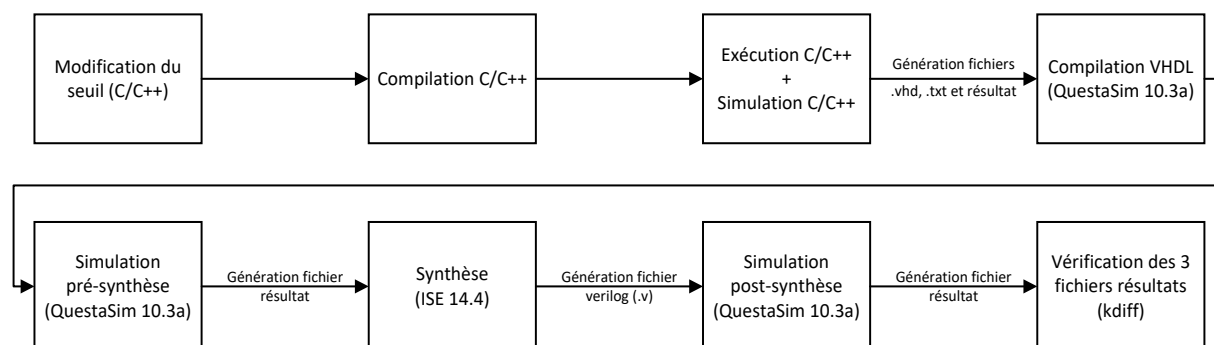 Modification du
seuil (C/C++)
Compilation C/C++
Exécution C/C++
+
Simulation C/C++
Génération fichiers
.vhd, .txt et résultat
Compilation VHDL
(QuestaSim 10.3a)
Simulation
pré-synthèse
(QuestaSim 10.3a)
Génération fichier
résultat
Synthèse
(ISE 14.4)
Génération fichier
verilog (.v)
Simulation
post-synthèse
(QuestaSim 10.3a)
Génération fichier
résultat
Vérification des 3
fichiers résultats
(kdiff)